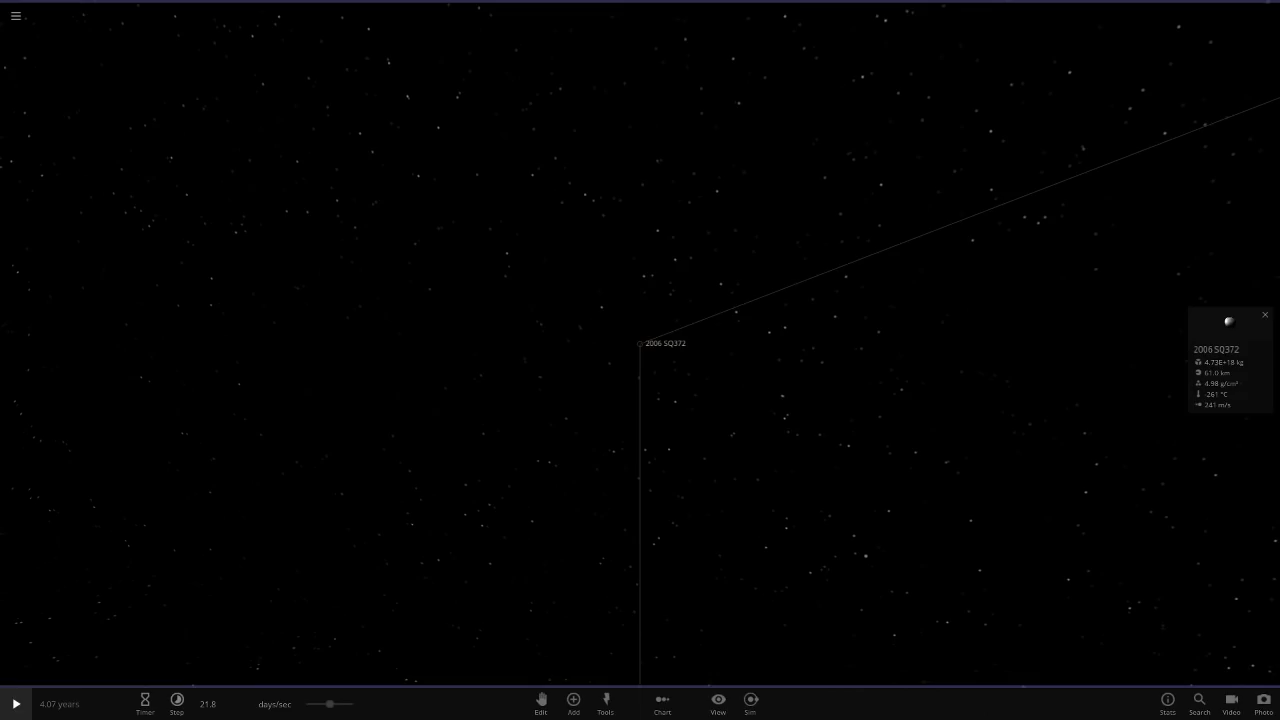 2006 SQ372
2006 SQ372
4.73E+18 kg
61.0 km
4.98 g/cm³
-261 °C
241 m/s
4.07 years
Timer
Step
21.8
days/sec
Edit
Add
Tools
Chart
View
Sim
Stats
Search
Video
Photo